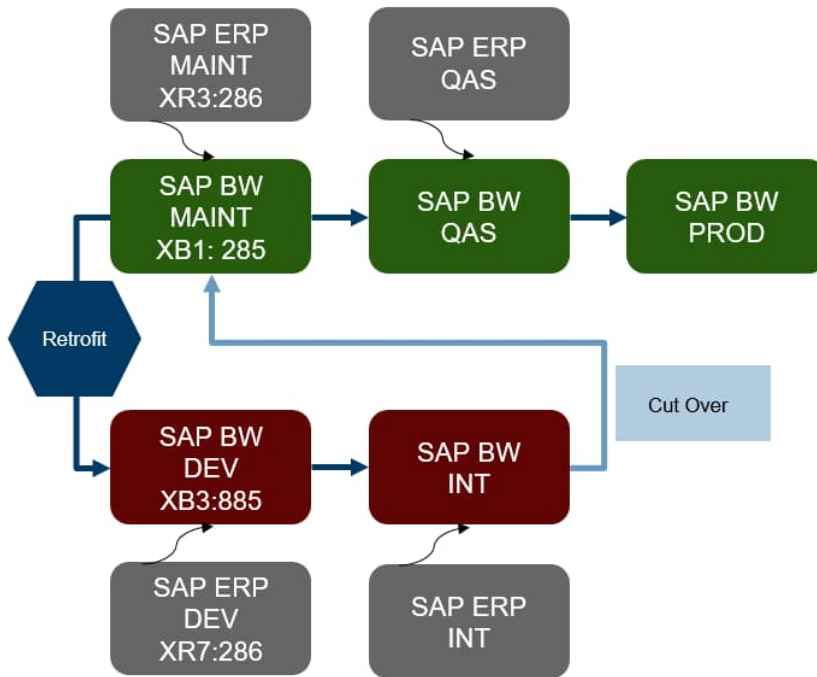 SAP ERP
MAINT
XR3:286
SAP ERP
QAS
SAP BW
MAINT
XB1: 285
SAP BW
QAS
SAP BW
PROD
Retrofit
Cut Over
SAP BW
DEV
XB3:885
SAP BW
INT
SAP ERP
DEV
XR7:286
SAP ERP
INT